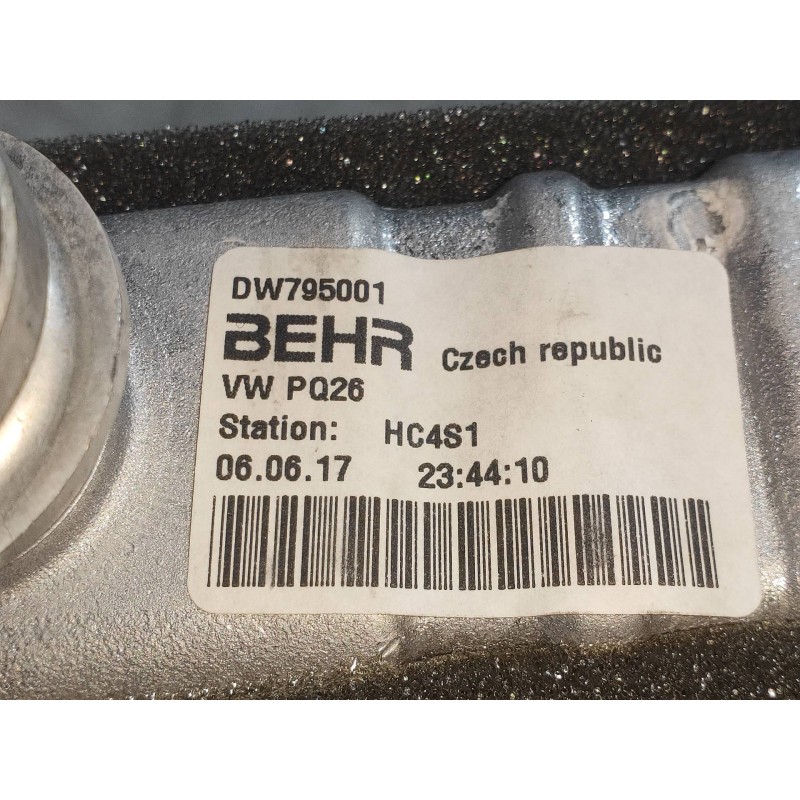 DW795001
BEHR Czech republic
VW PQ26
Station: HC4S1
06.06.17 23:44:10